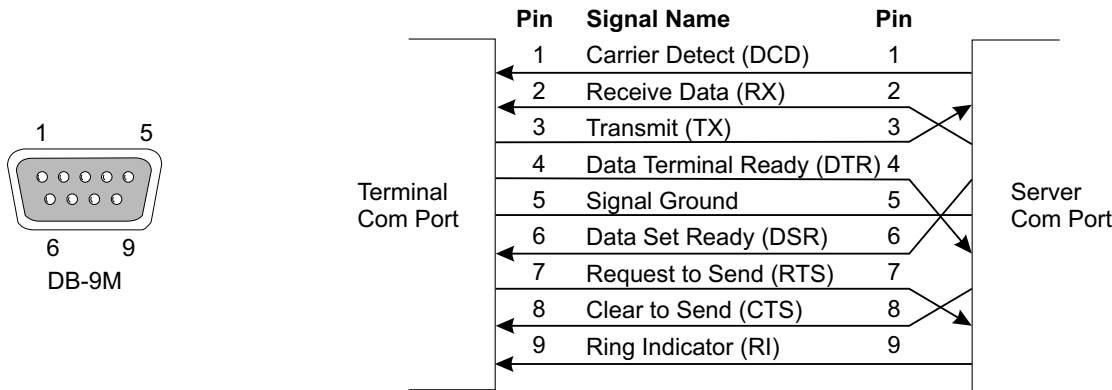 Pin Signal Name Pin
1 Carrier Detect (DCD) 1
2 Receive Data (RX) 2
3 Transmit (TX) 3
4 Data Terminal Ready (DTR) 4
5 Signal Ground 5
6 Data Set Ready (DSR) 6
7 Request to Send (RTS) 7
8 Clear to Send (CTS) 8
9 Ring Indicator (RI) 9
1 5
6 9
DB-9M
Terminal
Com Port
Server
Com Port